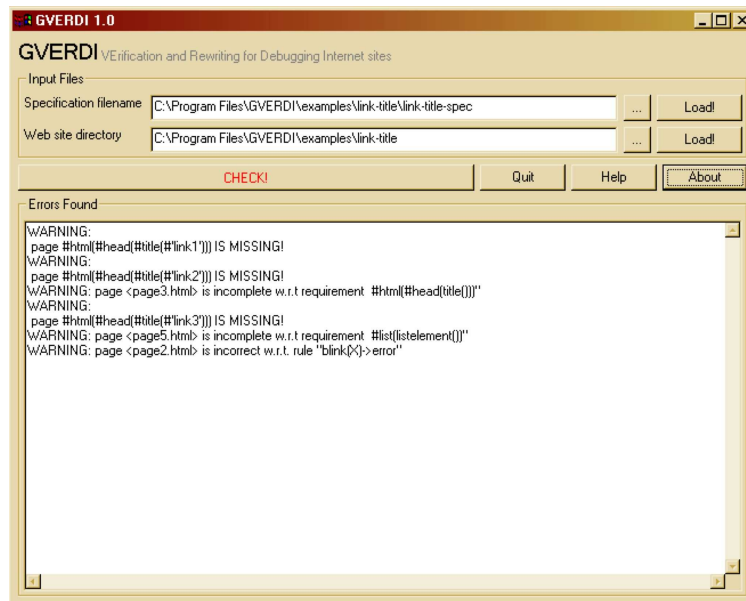 GVERDI 1.0
GVERDI VErification and Rewriting for Debugging Internet sites
Input Files
Specification filename C:\Program Files\GVERDI\examples\link-title\link-title-spec ... Load!
Web site directory C:\Program Files\GVERDI\examples\link-title ... Load!
CHECK! Quit Help About
Errors Found
WARNING:
page #html(#head(#title(#'link1'))) IS MISSING!
WARNING:
page #html(#head(#title(#'link2'))) IS MISSING!
WARNING: page <page3.html> is incomplete w.r.t requirement #html(#head(title()))"
WARNING:
page #html(#head(#title(#'link3'))) IS MISSING!
WARNING: page <page5.html> is incomplete w.r.t requirement #list(listelement())"
WARNING: page <page2.html> is incorrect w.r.t. rule "blink(X)->error"